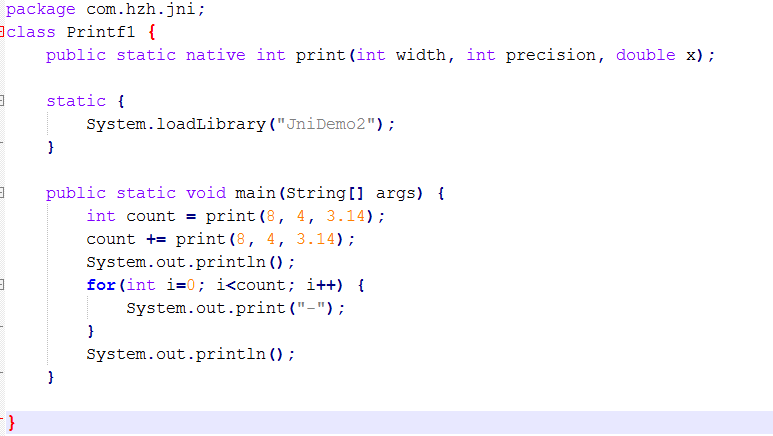 package com.hzh.jni;
class Printf1 {
    public static native int print(int width, int precision, double x);

    static {
        System.loadLibrary("JniDemo2");
    }

    public static void main(String[] args) {
        int count = print(8, 4, 3.14);
        count += print(8, 4, 3.14);
        System.out.println();
        for(int i=0; i<count; i++) {
            System.out.print("-");
        }
        System.out.println();
    }

}